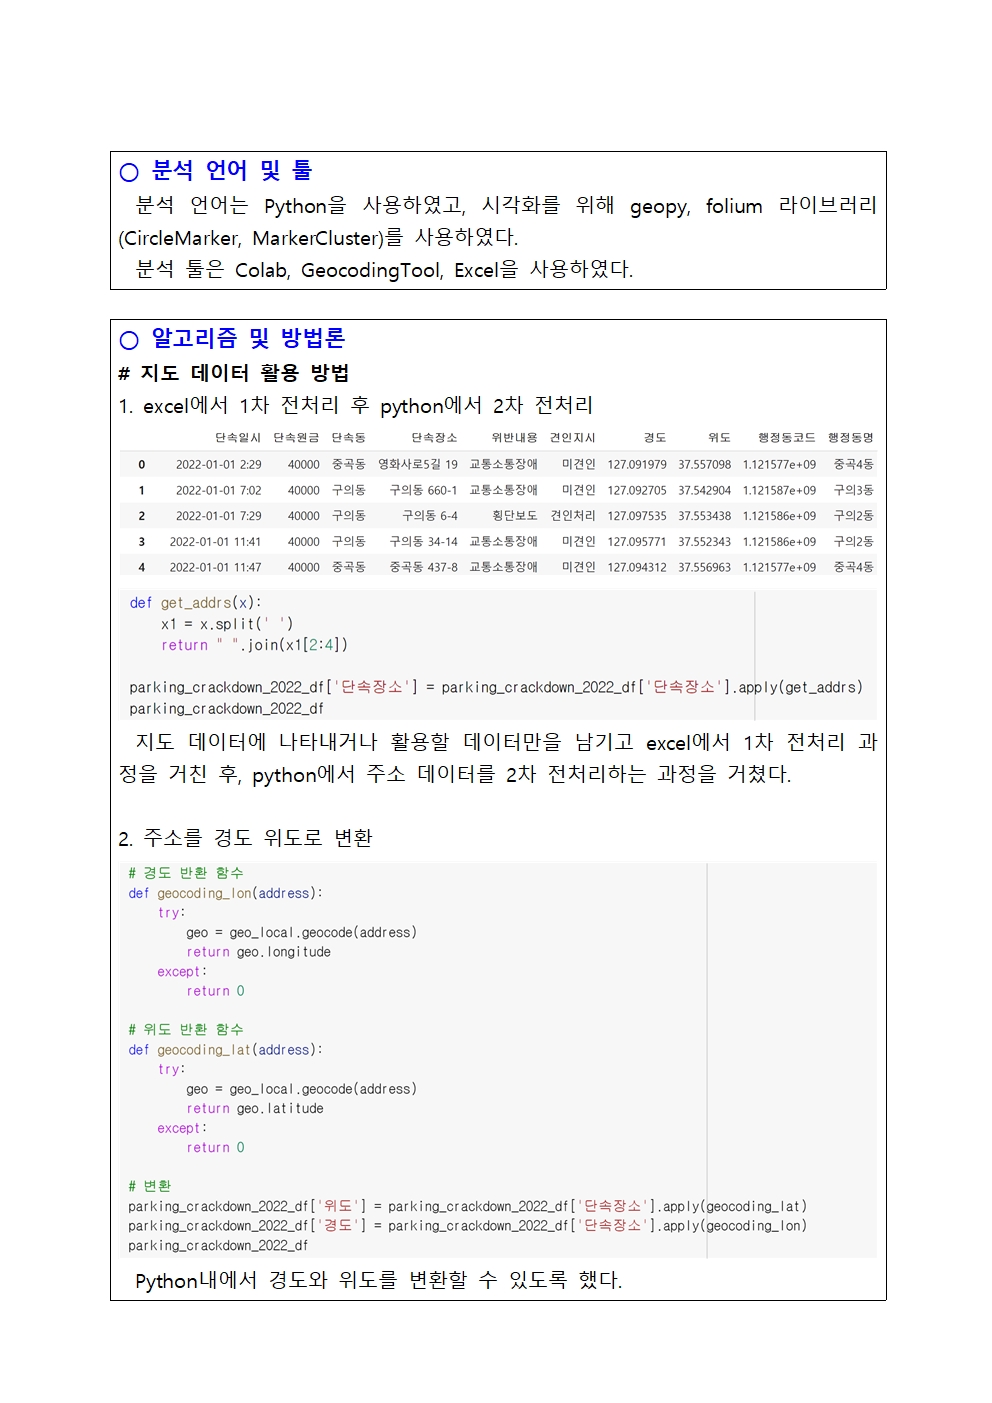 ○ 분석 언어 및 툴
분석 언어는 Python을 사용하였고, 시각화를 위해 geopy, folium 라이브러리
(CircleMarker, MarkerCluster)를 사용하였다.
분석 툴은 Colab, GeocodingTool, Excel을 사용하였다.
○ 알고리즘 및 방법론
# 지도 데이터 활용 방법
1. excel에서 1차 전처리 후 python에서 2차 전처리
단속일시 단속원금 단속동 단속장소 위반내용 견인지시 경도 위도 행정동코드 행정동명
0 2022-01-01 2:29 40000 중곡동 영화사로5길 19 교통소통장애 미견인 127.091979 37.557098 1.121577e+09 중곡4동
1 2022-01-01 7:02 40000 구의동 구의동 660-1 교통소통장애 미견인 127.092705 37.542904 1.121587e+09 구의3동
2 2022-01-01 7:29 40000 구의동 구의동 6-4 횡단보도 견인처리 127.097535 37.553438 1.121586e+09 구의2동
3 2022-01-01 11:41 40000 구의동 구의동 34-14 교통소통장애 미견인 127.095771 37.552343 1.121586e+09 구의2동
4 2022-01-01 11:47 40000 중곡동 중곡동 437-8 교통소통장애 미견인 127.094312 37.556963 1.121577e+09 중곡4동
def get_addrs(x):
    x1 = x.split(' ')
    return " ".join(x1[2:4])
parking_crackdown_2022_df['단속장소'] = parking_crackdown_2022_df['단속장소'].apply(get_addrs)
parking_crackdown_2022_df
지도 데이터에 나타내거나 활용할 데이터만을 남기고 excel에서 1차 전처리 과
정을 거친 후, python에서 주소 데이터를 2차 전처리하는 과정을 거쳤다.
2. 주소를 경도 위도로 변환
# 경도 반환 함수
def geocoding_lon(address):
    try:
        geo = geo_local.geocode(address)
        return geo.longitude
    except:
        return 0
# 위도 반환 함수
def geocoding_lat(address):
    try:
        geo = geo_local.geocode(address)
        return geo.latitude
    except:
        return 0
# 변환
parking_crackdown_2022_df['위도'] = parking_crackdown_2022_df['단속장소'].apply(geocoding_lat)
parking_crackdown_2022_df['경도'] = parking_crackdown_2022_df['단속장소'].apply(geocoding_lon)
parking_crackdown_2022_df
Python내에서 경도와 위도를 변환할 수 있도록 했다.